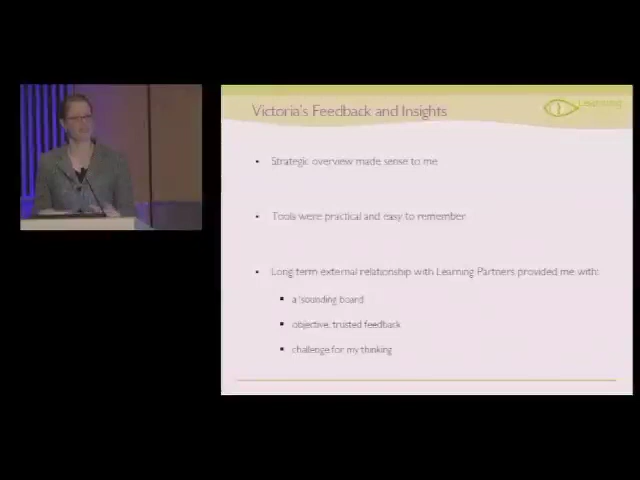 Victoria's Feedback and Insights
Learning
Strategic overview made sense to me
Tools were practical and easy to remember
Long term external relationship with Learning Partners provided me with:
a 'sounding board
objective, trusted feedback
challenge for my thinking